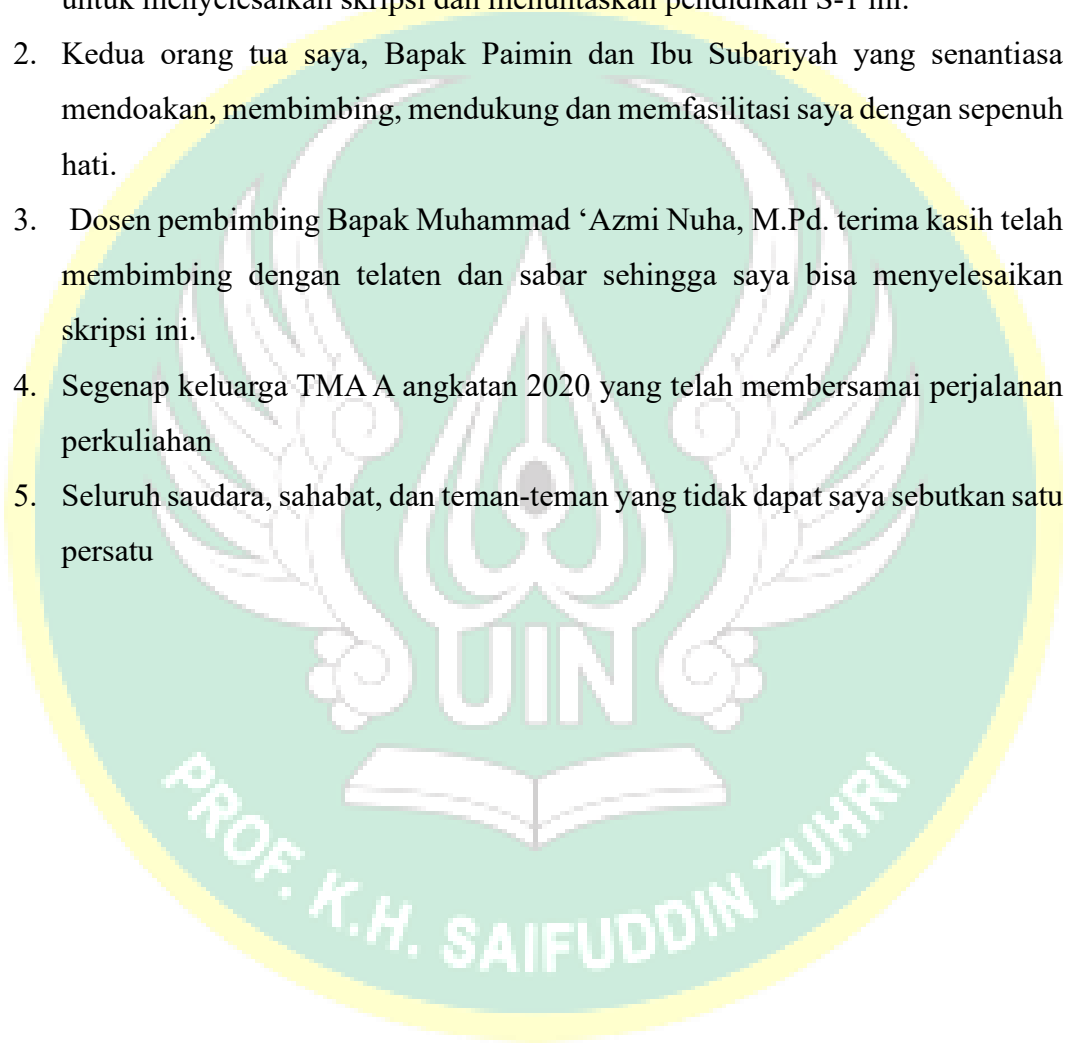 untuk menyelesaikan skripsi dan menuntaskan pendidikan S-1 ini.
2. Kedua orang tua saya, Bapak Paimin dan Ibu Subariyah yang senantiasa
mendoakan, membimbing, mendukung dan memfasilitasi saya dengan sepenuh
hati.
3. Dosen pembimbing Bapak Muhammad ‘Azmi Nuha, M.Pd. terima kasih telah
membimbing dengan telaten dan sabar sehingga saya bisa menyelesaikan
skripsi ini.
4. Segenap keluarga TMA A angkatan 2020 yang telah membersamai perjalanan
perkuliahan
5. Seluruh saudara, sahabat, dan teman-teman yang tidak dapat saya sebutkan satu
persatu
UIN
PROF. K.H. SAIFUDDIN ZUHRI